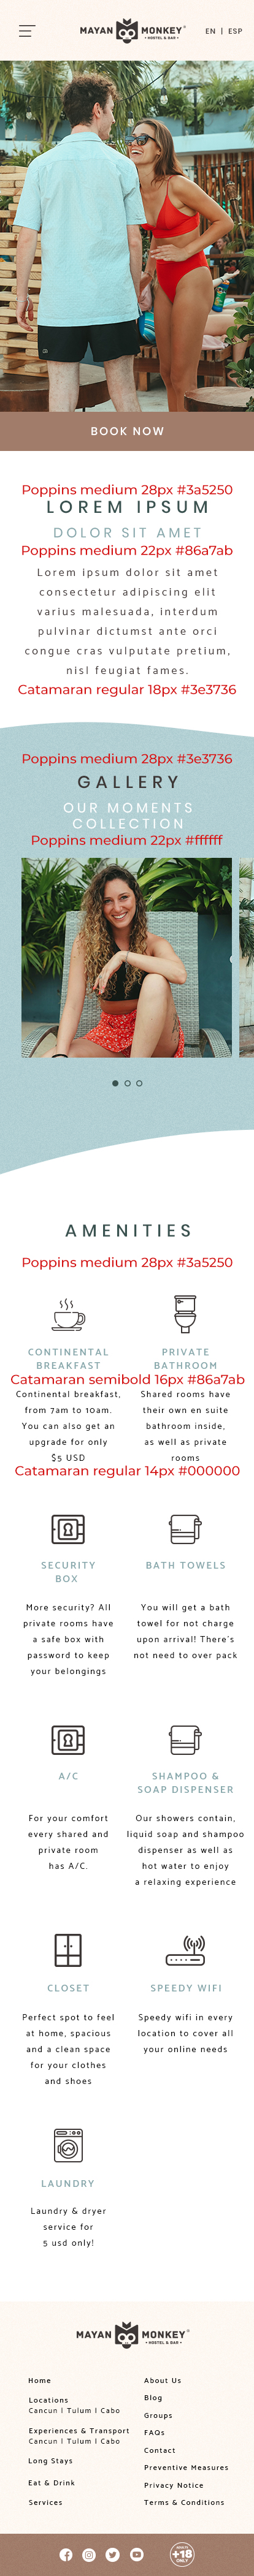 MAYAN MONKEY
• HOSTEL & BAR •
EN | ESP
BOOK NOW
Poppins medium 28px #3a5250
LOREM IPSUM
DOLOR SIT AMET
Poppins medium 22px #86a7ab
Lorem ipsum dolor sit amet
consectetur adipiscing elit
varius malesuada, interdum
pulvinar dictumst ante orci
congue cras vulputate pretium,
nisl feugiat fames.
Catamaran regular 18px #3e3736
Poppins medium 28px #3e3736
GALLERY
OUR MOMENTS
COLLECTION
Poppins medium 22px #ffffff
AMENITIES
Poppins medium 28px #3a5250
CONTINENTAL
BREAKFAST
PRIVATE
BATHROOM
Catamaran semibold 16px #86a7ab
Continental breakfast,
from 7am to 10am.
You can also get an
upgrade for only
$5 USD
Shared rooms have
their own en suite
bathroom inside,
as well as private
rooms
Catamaran regular 14px #000000
SECURITY
BOX
More security? All
private rooms have
a safe box with
password to keep
your belongings
BATH TOWELS
You will get a bath
towel for not charge
upon arrival! There's
not need to over pack
A/C
For your comfort
every shared and
private room
has A/C.
SHAMPOO &
SOAP DISPENSER
Our showers contain,
liquid soap and shampoo
dispenser as well as
hot water to enjoy
a relaxing experience
CLOSET
Perfect spot to feel
at home, spacious
and a clean space
for your clothes
and shoes
SPEEDY WIFI
Speedy wifi in every
location to cover all
your online needs
LAUNDRY
Laundry & dryer
service for
5 usd only!
MAYAN MONKEY
• HOSTEL & BAR •
Home
Locations
Cancun | Tulum | Cabo
Experiences & Transport
Cancun | Tulum | Cabo
Long Stays
Eat & Drink
Services
About Us
Blog
Groups
FAQs
Contact
Preventive Measures
Privacy Notice
Terms & Conditions
ADULTS
+18
ONLY